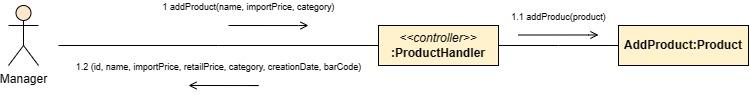 1 addProduct(name, importPrice, category)
1.1 addProduc(product)
<<controller>>
:ProductHandler
AddProduct:Product
Manager
1.2 (id, name, importPrice, retailPrice, category, creationDate, barCode)